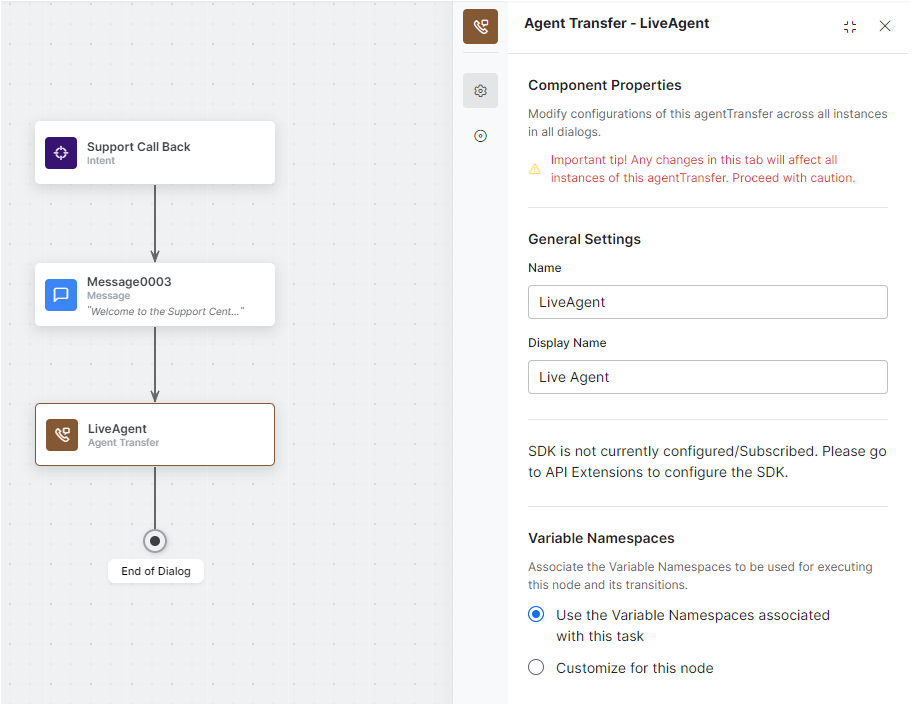 Support Call Back
Intent
Message0003
Message
"Welcome to the Support Cent..."
LiveAgent
Agent Transfer
End of Dialog
Agent Transfer - LiveAgent
Component Properties
Modify configurations of this agentTransfer across all instances
in all dialogs.
Important tip! Any changes in this tab will affect all
instances of this agentTransfer. Proceed with caution.
General Settings
Name
LiveAgent
Display Name
Live Agent
SDK is not currently configured/Subscribed. Please go
to API Extensions to configure the SDK.
Variable Namespaces
Associate the Variable Namespaces to be used for executing
this node and its transitions.
Use the Variable Namespaces associated
with this task
Customize for this node